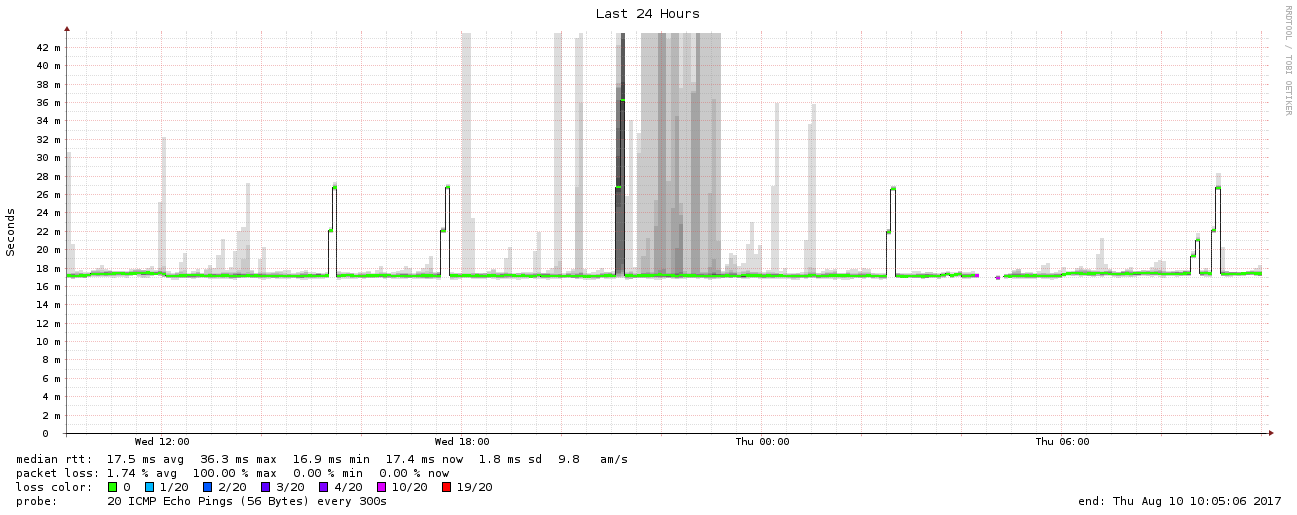 Last 24 Hours
RRDTOOL / TOBI OETIKER
Seconds
42 m
40 m
38 m
36 m
34 m
32 m
30 m
28 m
26 m
24 m
22 m
20 m
18 m
16 m
14 m
12 m
10 m
8 m
6 m
4 m
2 m
0
Wed 12:00 Wed 18:00 Thu 00:00 Thu 06:00
median rtt: 17.5 ms avg 36.3 ms max 16.9 ms min 17.4 ms now 1.8 ms sd 9.8 am/s
packet loss: 1.74 % avg 100.00 % max 0.00 % min 0.00 % now
loss color: 0 1/20 2/20 3/20 4/20 10/20 19/20
probe: 20 ICMP Echo Pings (56 Bytes) every 300s end: Thu Aug 10 10:05:06 2017